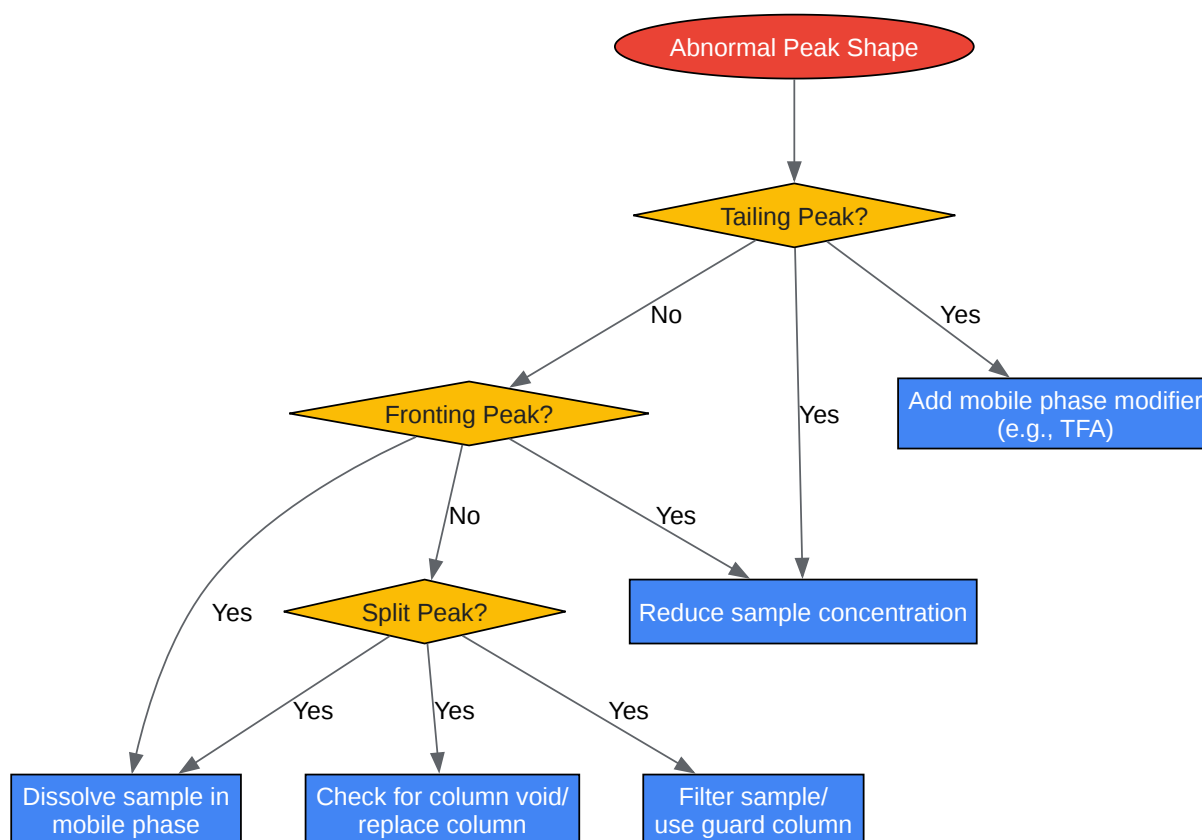 Abnormal Peak Shape
Tailing Peak?
No
Yes
Yes
Fronting Peak?
Add mobile phase modifier
(e.g., TFA)
Yes
No
Yes
Split Peak?
Reduce sample concentration
Yes
Yes
Yes
Dissolve sample in
mobile phase
Check for column void/
replace column
Filter sample/
use guard column